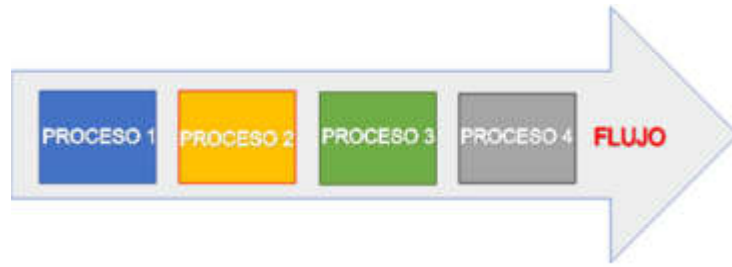 PROCESO 1
PROCESO 2
PROCESO 3
PROCESO 4
FLUJO